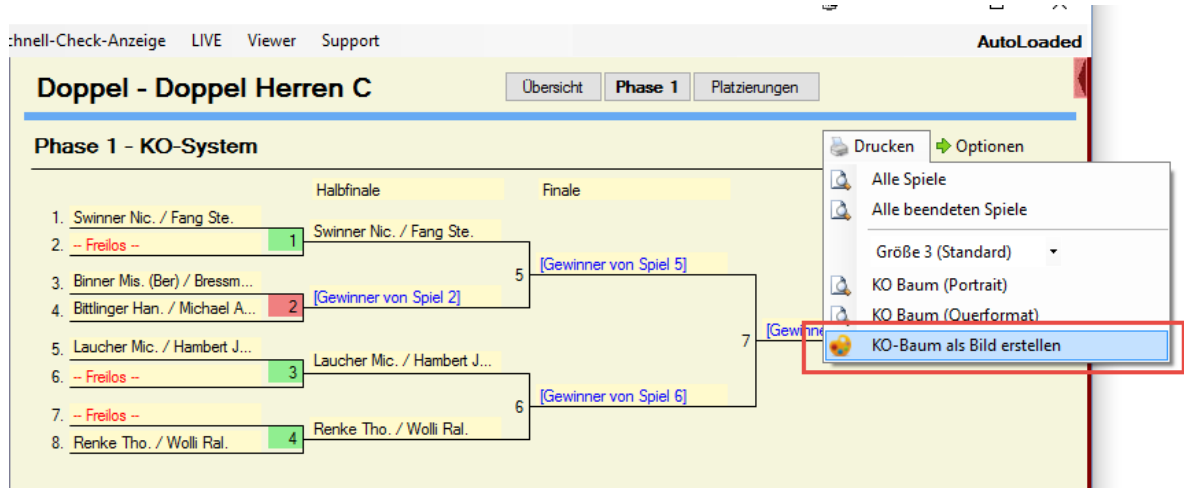 chnell-Check-Anzeige LIVE Viewer Support AutoLoaded
Doppel - Doppel Herren C Übersicht Phase 1 Platzierungen
Phase 1 - KO-System Drucken Optionen
Halbfinale Finale
Alle Spiele
Alle beendeten Spiele
Größe 3 (Standard)
KO Baum (Portrait)
KO Baum (Querformat)
KO-Baum als Bild erstellen
1. Swinner Nic. / Fang Ste.
2. -- Freilos --
1
Swinner Nic. / Fang Ste.
3. Binner Mis. (Ber) / Bressm...
4. Bittlinger Han. / Michael A...
2
[Gewinner von Spiel 2]
5
[Gewinner von Spiel 5]
5. Laucher Mic. / Hambert J...
6. -- Freilos --
3
Laucher Mic. / Hambert J...
7. -- Freilos --
8. Renke Tho. / Wolli Ral.
4
Renke Tho. / Wolli Ral.
6
[Gewinner von Spiel 6]
7
[Gewinne